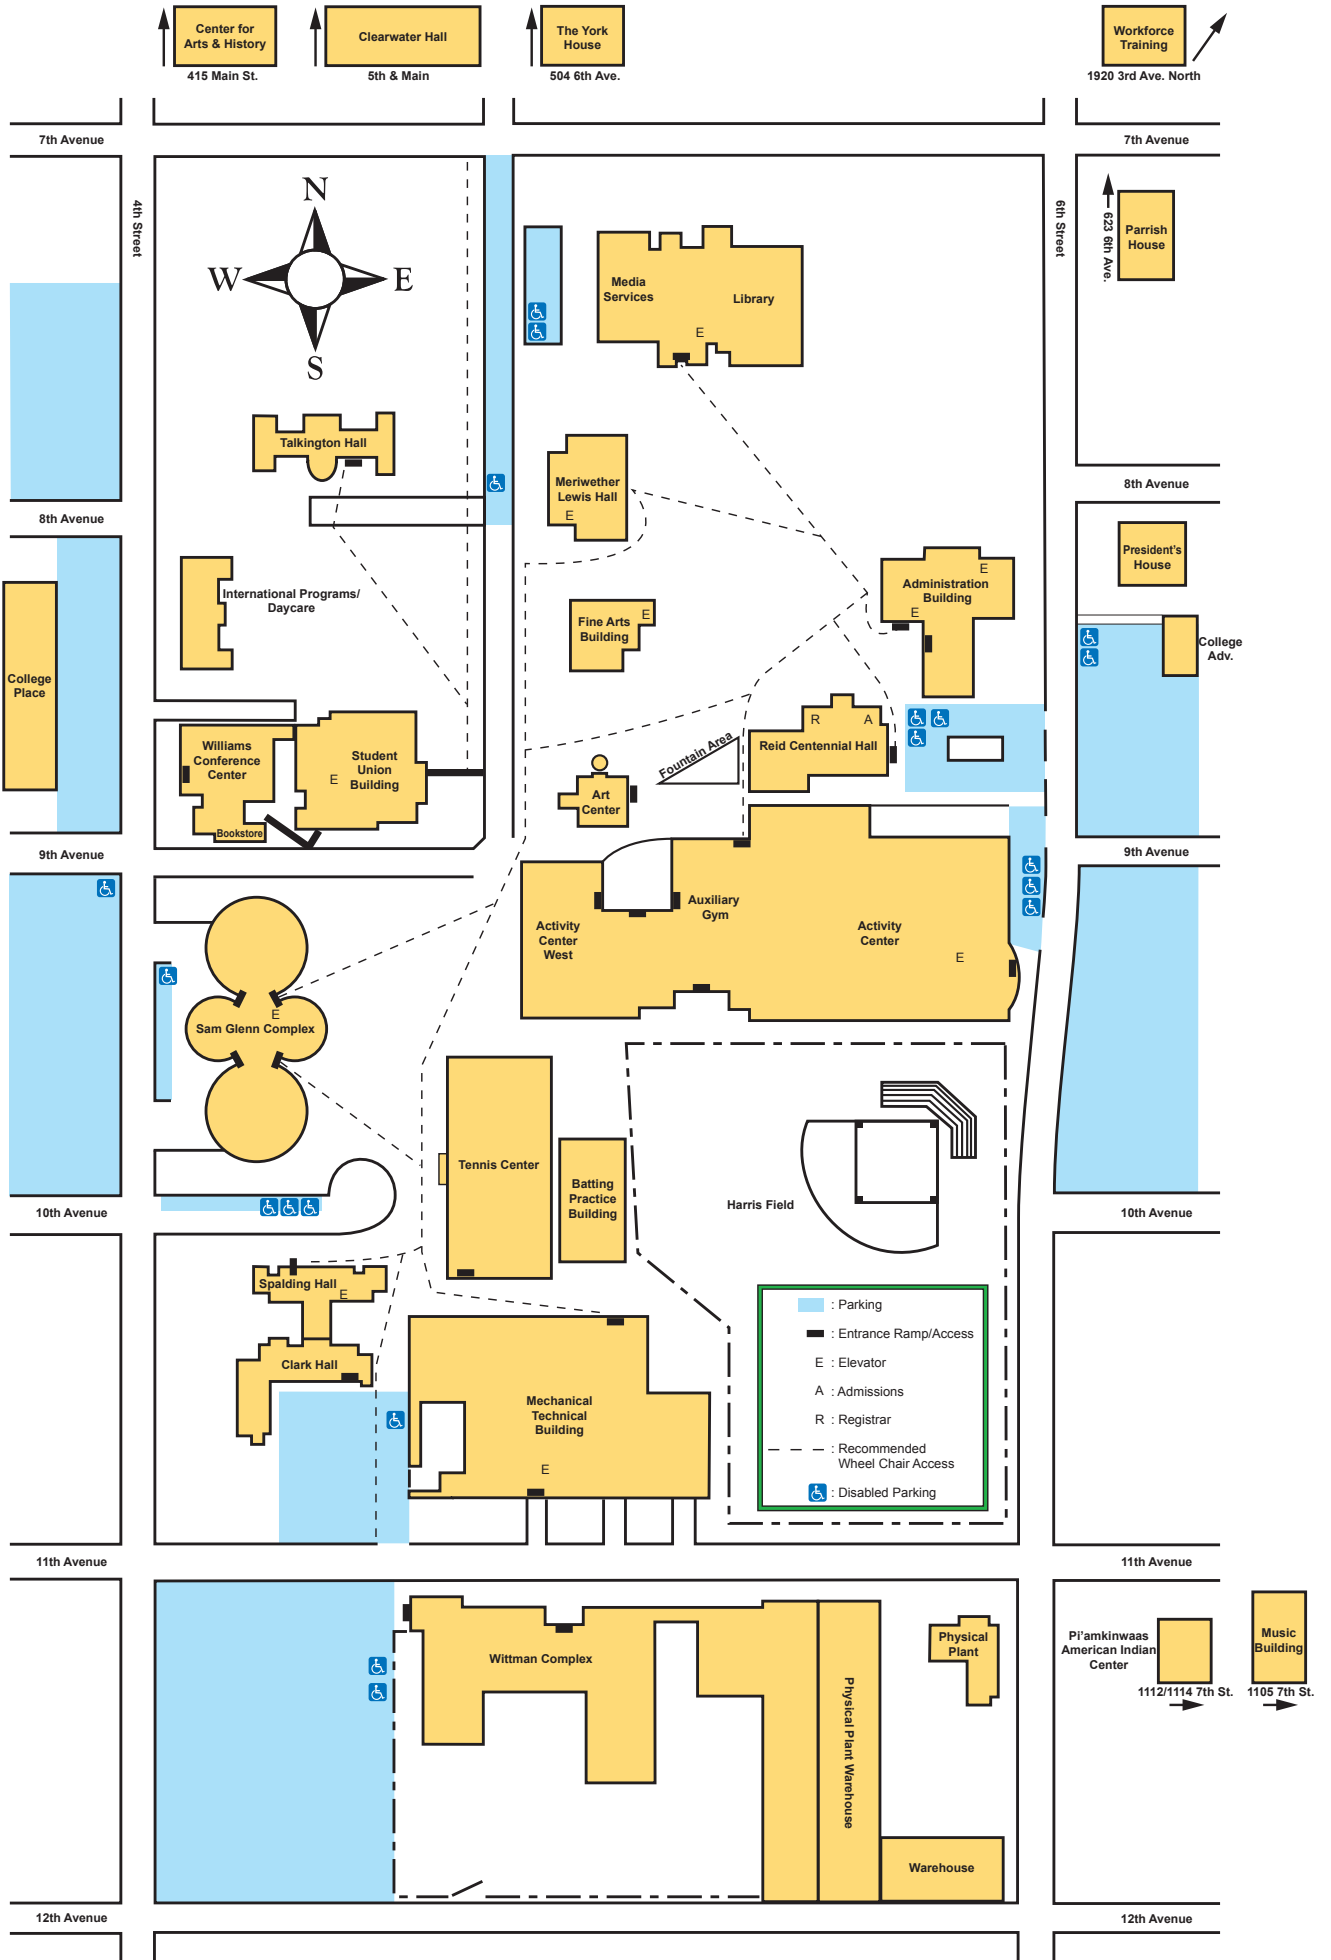 Center for
Arts & History
415 Main St.
Clearwater Hall
5th & Main
The York
House
504 6th Ave.
Workforce
Training
1920 3rd Ave. North
7th Avenue
7th Avenue
4th Street
6th Street
N
W
E
S
623 6th Ave.
Parrish
House
Media
Services
Library
E
Talkington Hall
Meriwether
Lewis Hall
E
8th Avenue
8th Avenue
President's
House
International Programs/
Daycare
Administration
Building
E
E
Fine Arts
Building
E
College
Adv.
College
Place
Williams
Conference
Center
Student
Union
Building
E
Bookstore
Fountain Area
R
A
Reid Centennial Hall
Art
Center
9th Avenue
9th Avenue
Activity
Center
West
Auxiliary
Gym
Activity
Center
E
E
Sam Glenn Complex
Tennis Center
Batting
Practice
Building
Harris Field
10th Avenue
10th Avenue
Spalding Hall
E
Clark Hall
Mechanical
Technical
Building
E
: Parking
: Entrance Ramp/Access
E : Elevator
A : Admissions
R : Registrar
: Recommended
Wheel Chair Access
: Disabled Parking
11th Avenue
11th Avenue
Wittman Complex
Physical Plant Warehouse
Physical
Plant
Pi'amkinwaas
American Indian
Center
1112/1114 7th St.
Music
Building
1105 7th St.
Warehouse
12th Avenue
12th Avenue